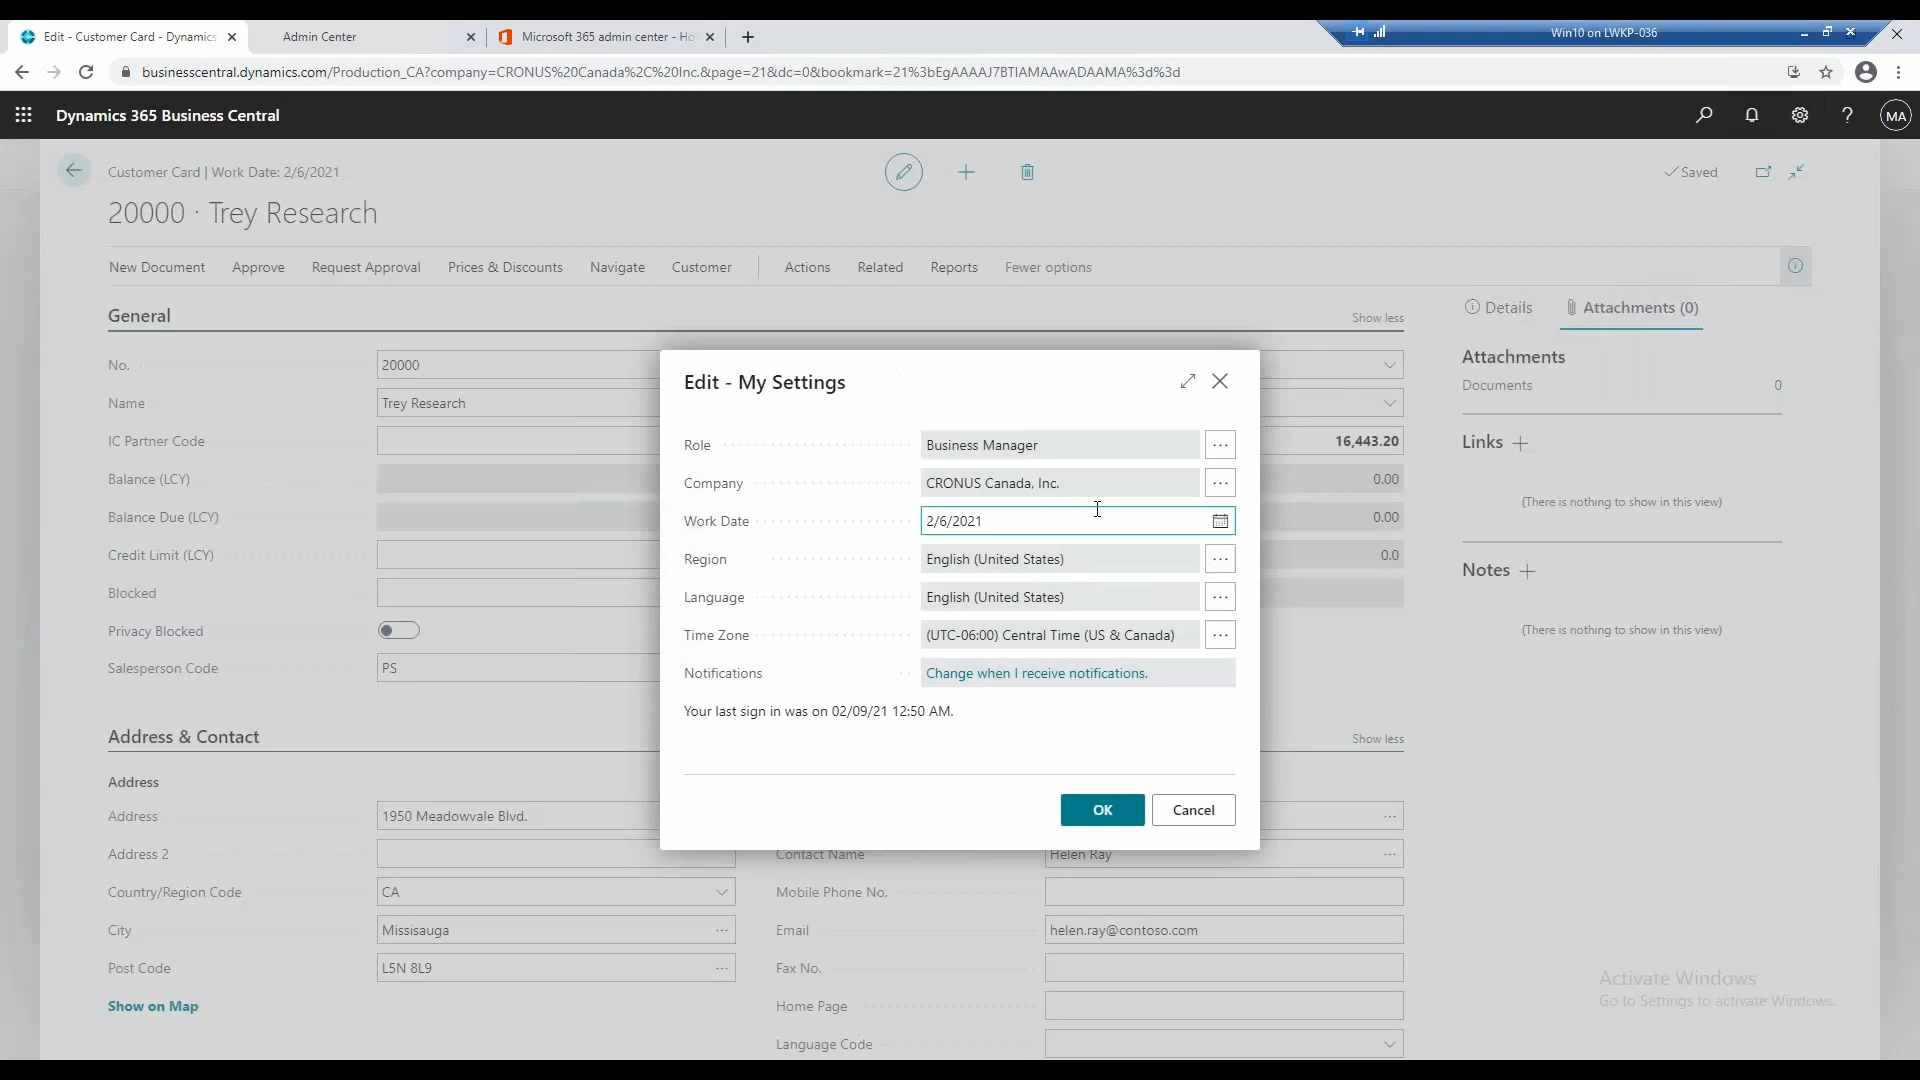 Edit - Customer Card - Dynamics
Admin Center
Microsoft 365 admin center - Ho
Win10 on LWKP-036
businesscentral.dynamics.com/Production_CA?company=CRONUS%20Canada%2C%20Inc.&page=21&dc=0&bookmark=21%3bEgAAAAJ7BTIAMAAwADAAMA%3d%3d
Dynamics 365 Business Central
MA
Customer Card | Work Date: 2/6/2021
Saved
20000 · Trey Research
New Document
Approve
Request Approval
Prices & Discounts
Navigate
Customer
Actions
Related
Reports
Fewer options
General
Show less
Details
Attachments (0)
No.
20000
Name
Trey Research
IC Partner Code
16,443.20
Balance (LCY)
0.00
Balance Due (LCY)
0.00
Credit Limit (LCY)
0.0
Blocked
Privacy Blocked
Salesperson Code
PS
Attachments
Documents
0
Links
(There is nothing to show in this view)
Notes
(There is nothing to show in this view)
Edit - My Settings
Role
Business Manager
Company
CRONUS Canada, Inc.
Work Date
2/6/2021
Region
English (United States)
Language
English (United States)
Time Zone
(UTC-06:00) Central Time (US & Canada)
Notifications
Change when I receive notifications.
Your last sign in was on 02/09/21 12:50 AM.
OK
Cancel
Address & Contact
Show less
Address
Address
1950 Meadowvale Blvd.
Address 2
Contact Name
Helen Ray
Country/Region Code
CA
Mobile Phone No.
City
Missisauga
Email
helen.ray@contoso.com
Post Code
L5N 8L9
Fax No.
Show on Map
Home Page
Language Code
Activate Windows
Go to Settings to activate Windows.